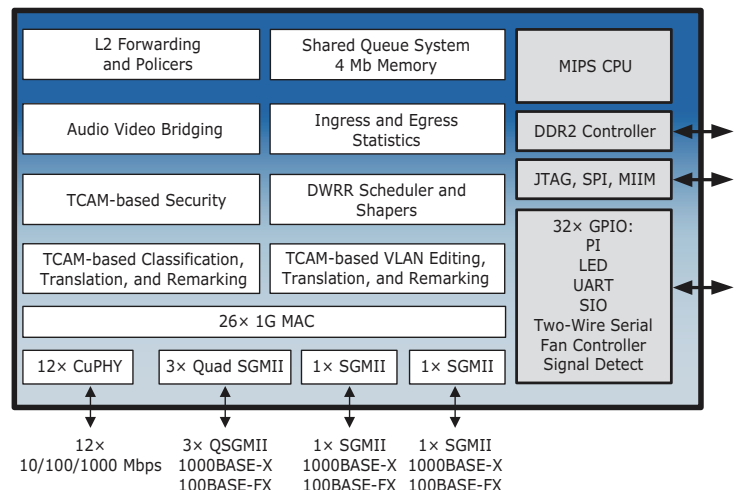 L2 Forwarding
and Policers
Shared Queue System
4 Mb Memory
MIPS CPU
Audio Video Bridging
Ingress and Egress
Statistics
DDR2 Controller
TCAM-based Security
DWRR Scheduler and
Shapers
JTAG, SPI, MIIM
TCAM-based Classification,
Translation, and Remarking
TCAM-based VLAN Editing,
Translation, and Remarking
32× GPIO:
PI
LED
UART
SIO
Two-Wire Serial
Fan Controller
Signal Detect
26× 1G MAC
12× CuPHY
3× Quad SGMII
1× SGMII
1× SGMII
12×
10/100/1000 Mbps
3× QSGMII
1000BASE-X
100BASE-FX
1× SGMII
1000BASE-X
100BASE-FX
1× SGMII
1000BASE-X
100BASE-FX